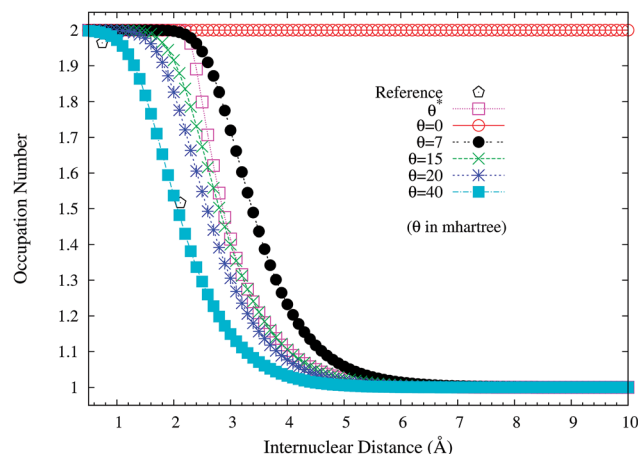 2
1.9
1.8
1.7
1.6
1.5
1.4
1.3
1.2
1.1
1
Occupation Number
Reference
θ*
θ=0
θ=7
θ=15
θ=20
θ=40
(θ in mhartree)
1 2 3 4 5 6 7 8 9 10
Internuclear Distance (Å)